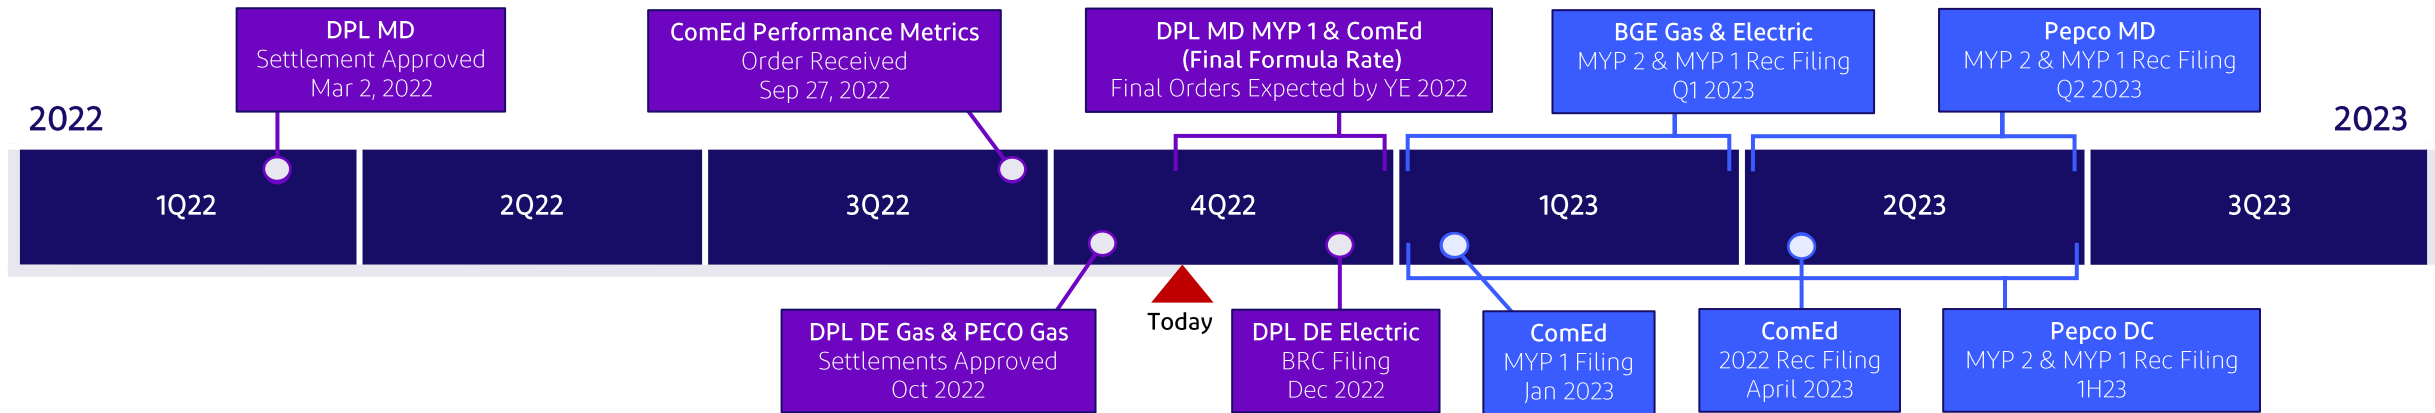 DPL MD
Settlement Approved
Mar 2, 2022
ComEd Performance Metrics
Order Received
Sep 27, 2022
DPL MD MYP 1 & ComEd
(Final Formula Rate)
Final Orders Expected by YE 2022
BGE Gas & Electric
MYP 2 & MYP 1 Rec Filing
Q1 2023
Pepco MD
MYP 2 & MYP 1 Rec Filing
Q2 2023
2022
2023
1Q22
2Q22
3Q22
4Q22
1Q23
2Q23
3Q23
DPL DE Gas & PECO Gas
Settlements Approved
Oct 2022
Today
DPL DE Electric
BRC Filing
Dec 2022
ComEd
MYP 1 Filing
Jan 2023
ComEd
2022 Rec Filing
April 2023
Pepco DC
MYP 2 & MYP 1 Rec Filing
1H23